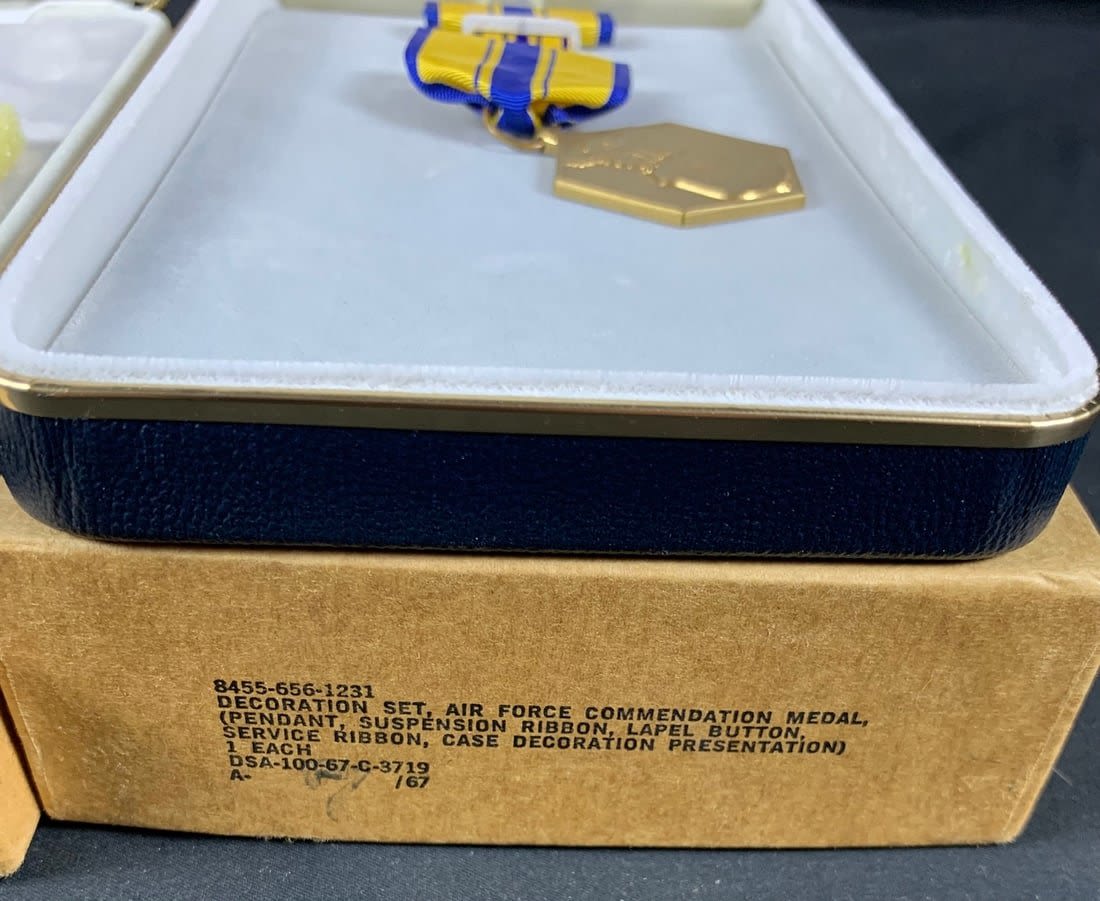 8455-656-1231
DECORATION SET, AIR FORCE COMMENDATION MEDAL,
(PENDANT, SUSPENSION RIBBON, LAPEL BUTTON,
SERVICE RIBBON, CASE DECORATION PRESENTATION)
1 EACH
DSA-100-67-C-3719
A- /67